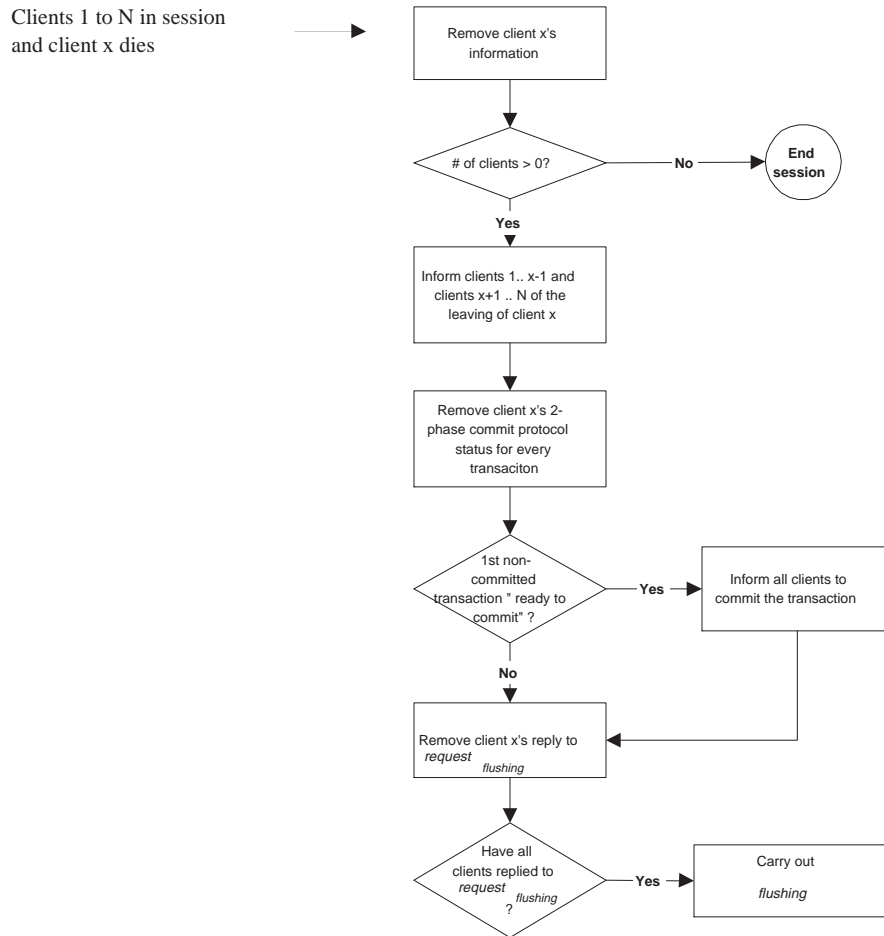 Clients 1 to N in session
and client x dies
Remove client x's
information
# of clients > 0?
No
End
session
Yes
Inform clients 1.. x-1 and
clients x+1 .. N of the
leaving of client x
Remove client x's 2-
phase commit protocol
status for every
transaciton
1st non-
committed
transaction " ready to
commit" ?
Yes
Inform all clients to
commit the transaction
No
Remove client x's reply to
request flushing
Have all
clients replied to
request flushing
?
Yes
Carry out
flushing